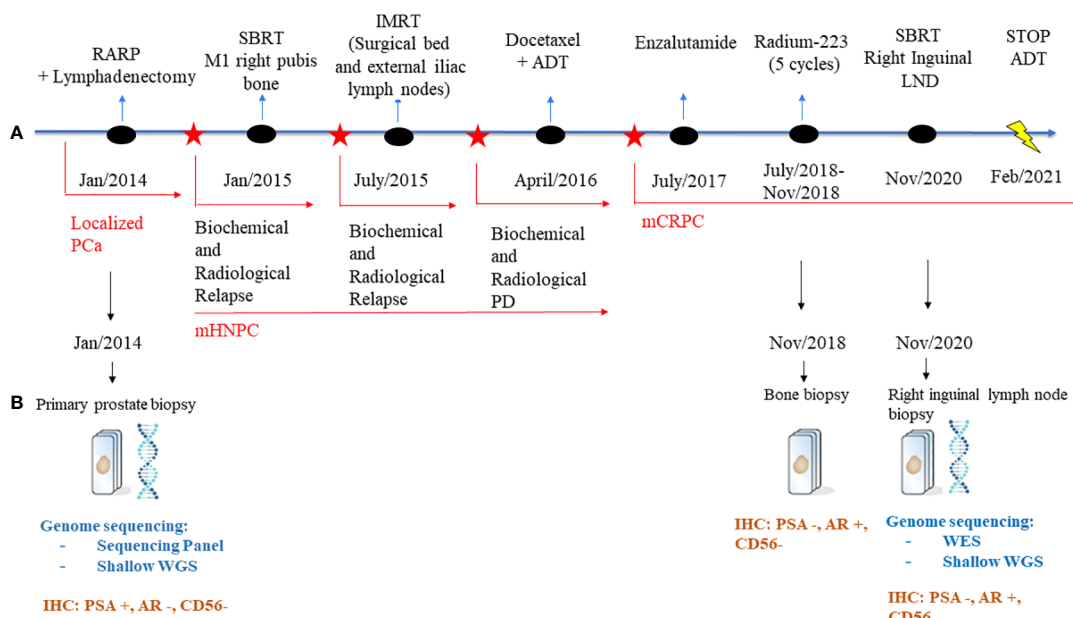 RARP
+ Lymphadenectomy
SBRT
M1 right pubis
bone
IMRT
(Surgical bed
and external iliac
lymph nodes)
Docetaxel
+ ADT
Enzalutamide
Radium-223
(5 cycles)
SBRT
Right Inguinal
LND
STOP
ADT
A
Jan/2014
Jan/2015
July/2015
April/2016
July/2017
July/2018-
Nov/2018
Nov/2020
Feb/2021
Localized
PCa
Biochemical
and
Radiological
Relapse
Biochemical
and
Radiological
Relapse
Biochemical
and
Radiological
PD
mCRPC
mHNPC
Jan/2014
Nov/2018
Nov/2020
B
Primary prostate biopsy
Bone biopsy
Right inguinal lymph node
biopsy
Genome sequencing:
- Sequencing Panel
- Shallow WGS
IHC: PSA +, AR -, CD56-
IHC: PSA -, AR +,
CD56-
Genome sequencing:
- WES
- Shallow WGS
IHC: PSA -, AR +,
CD56